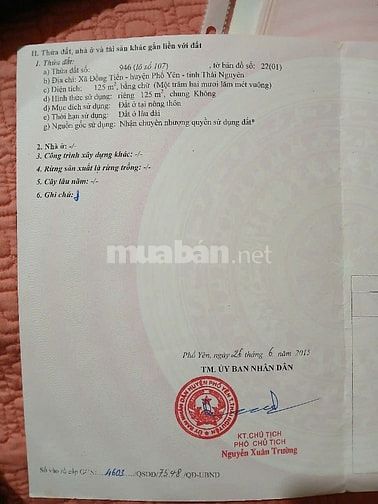 II. Thửa đất, nhà ở và tài sản khác gắn liền với đất
1. Thửa đất:
a) Thửa đất số: 946 (lô số 107) , tờ bản đồ số: 22(01)
b) Địa chỉ: Xã Đồng Tiến - huyện Phổ Yên - tỉnh Thái Nguyên
c) Diện tích: 125 m², bằng chữ (Một trăm hai mươi lăm mét vuông)
d) Hình thức sử dụng: riêng 125 m², chung Không
đ) Mục đích sử dụng: Đất ở tại nông thôn
e) Thời hạn sử dụng: Đất ở lâu dài
g) Nguồn gốc sử dụng: Nhận chuyển nhượng quyền sử dụng đất*
2. Nhà ở: -/-
3. Công trình xây dựng khác: -/-
4. Rừng sản xuất là rừng trồng: -/-
5. Cây lâu năm: -/-
6. Ghi chú:
muaban.net
Phổ Yên, ngày 26 tháng 6 năm 2015
TM. ỦY BAN NHÂN DÂN
KT.CHỦ TỊCH
PHÓ CHỦ TỊCH
Nguyễn Xuân Trường
Số vào sổ cấp GCN: 4603 /QSDĐ/ 7548 /QĐ-UBND